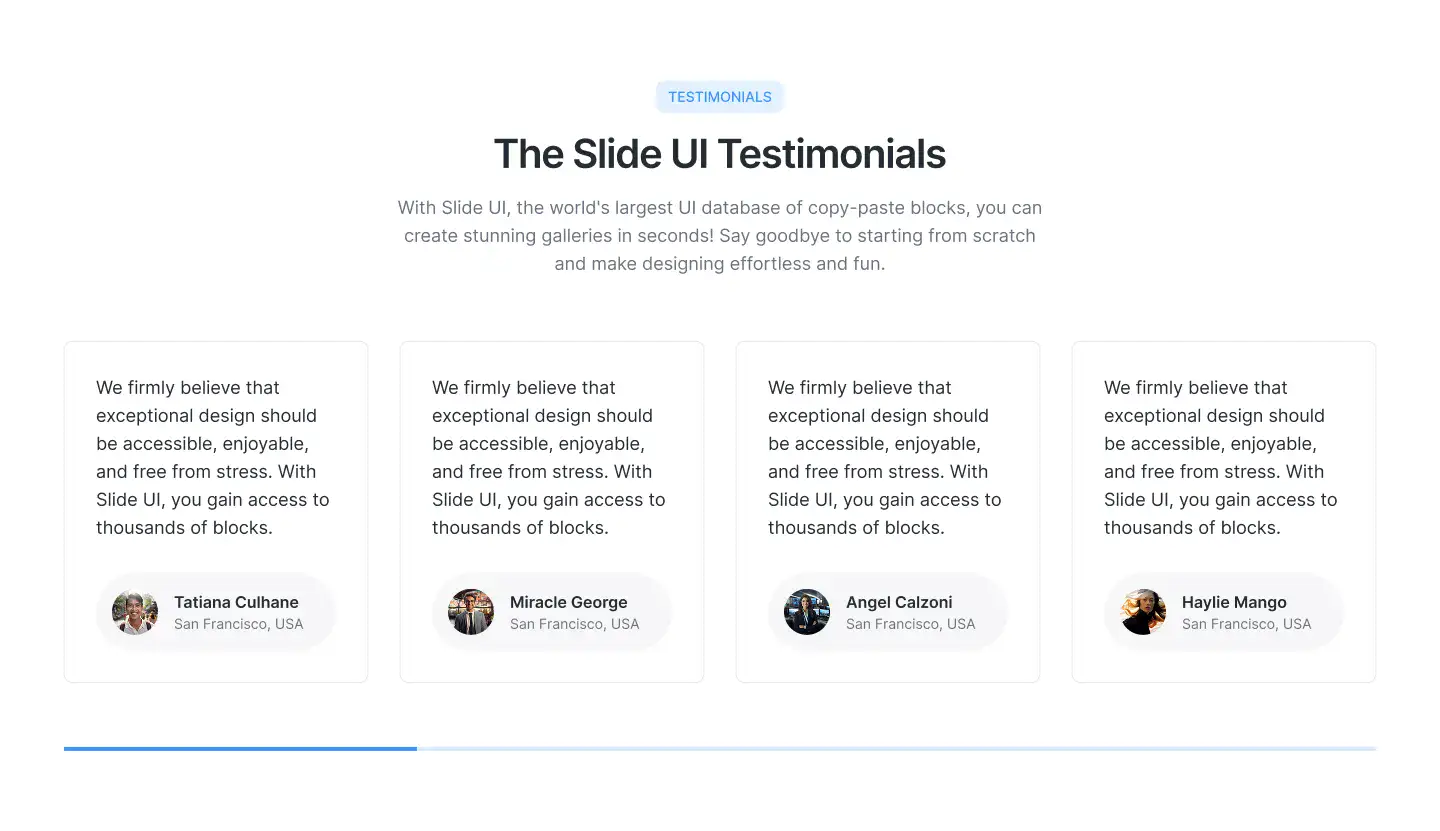 TESTIMONIALS
The Slide UI Testimonials
With Slide UI, the world's largest UI database of copy-paste blocks, you can
create stunning galleries in seconds! Say goodbye to starting from scratch
and make designing effortless and fun.
We firmly believe that
exceptional design should
be accessible, enjoyable,
and free from stress. With
Slide UI, you gain access to
thousands of blocks.
Tatiana Culhane
San Francisco, USA
We firmly believe that
exceptional design should
be accessible, enjoyable,
and free from stress. With
Slide UI, you gain access to
thousands of blocks.
Miracle George
San Francisco, USA
We firmly believe that
exceptional design should
be accessible, enjoyable,
and free from stress. With
Slide UI, you gain access to
thousands of blocks.
Angel Calzoni
San Francisco, USA
We firmly believe that
exceptional design should
be accessible, enjoyable,
and free from stress. With
Slide UI, you gain access to
thousands of blocks.
Haylie Mango
San Francisco, USA